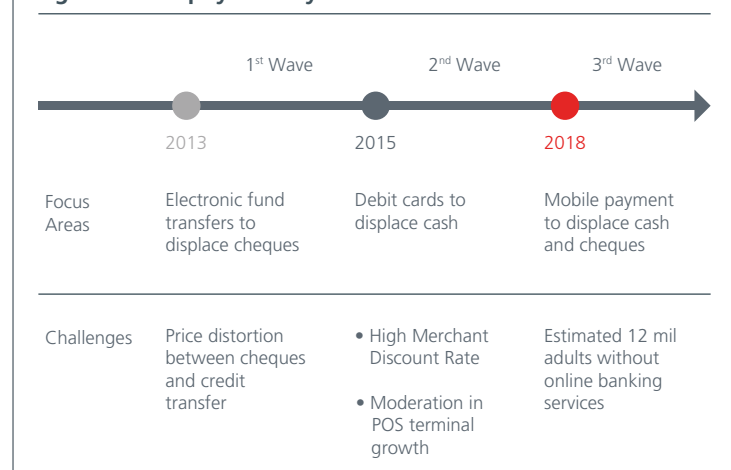 1st Wave
2nd Wave
3rd Wave
2013
2015
2018
Focus
Areas
Electronic fund
transfers to
displace cheques
Debit cards to
displace cash
Mobile payment
to displace cash
and cheques
Challenges
Price distortion
between cheques
and credit
transfer
• High Merchant
Discount Rate
• Moderation in
POS terminal
growth
Estimated 12 mil
adults without
online banking
services